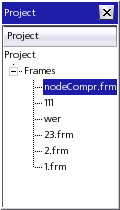 Project
Project
Project
Frames
nodeCompr.frm
111
wer
23.frm
2.frm
1.frm